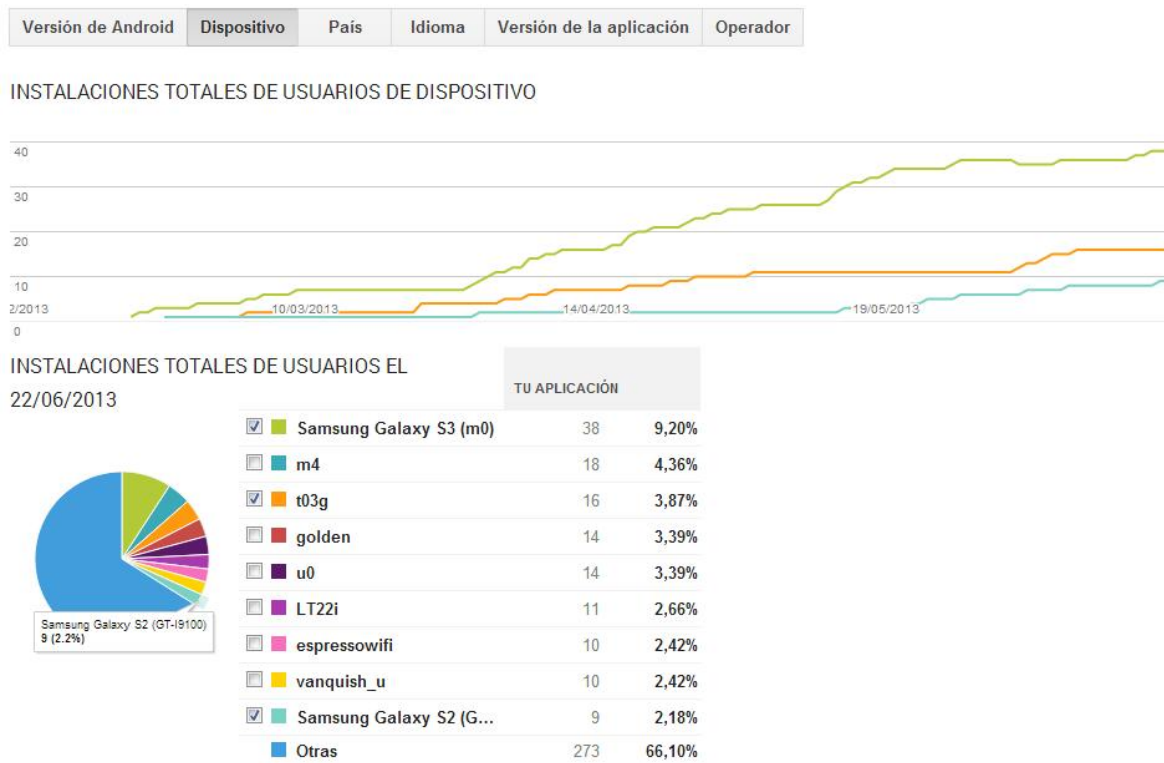 Versión de Android Dispositivo País Idioma Versión de la aplicación Operador
INSTALACIONES TOTALES DE USUARIOS DE DISPOSITIVO
40
30
20
10
2/2013 10/03/2013 14/04/2013 19/05/2013
0
INSTALACIONES TOTALES DE USUARIOS EL
22/06/2013
TU APLICACIÓN
Samsung Galaxy S3 (m0) 38 9,20%
m4 18 4,36%
t03g 16 3,87%
golden 14 3,39%
u0 14 3,39%
LT22i 11 2,66%
espressowifi 10 2,42%
vanquish_u 10 2,42%
Samsung Galaxy S2 (G... 9 2,18%
Otras 273 66,10%
Samsung Galaxy S2 (GT-I9100)
9 (2.2%)